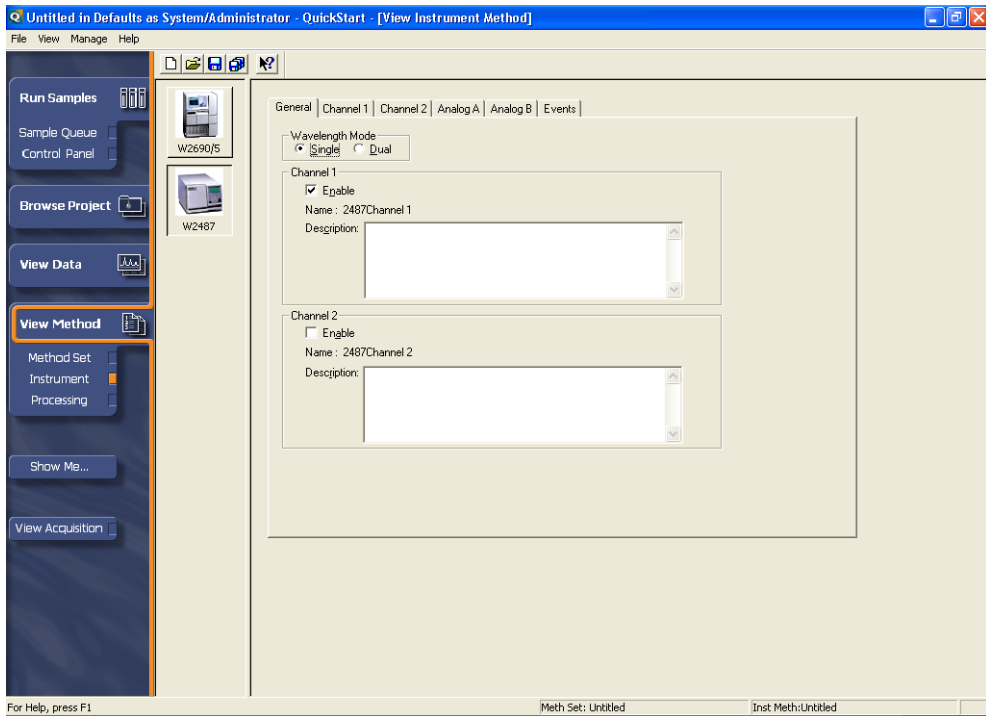 Untitled in Defaults as System/Administrator - QuickStart - [View Instrument Method]
File View Manage Help
Run Samples
Sample Queue
Control Panel
Browse Project
View Data
View Method
Method Set
Instrument
Processing
Show Me...
View Acquisition
W2690/5
W2487
General Channel 1 Channel 2 Analog A Analog B Events
Wavelength Mode
Single Dual
Channel 1
Enable
Name : 2487Channel 1
Description:
Channel 2
Enable
Name : 2487Channel 2
Description:
For Help, press F1 Meth Set: Untitled Inst Meth:Untitled